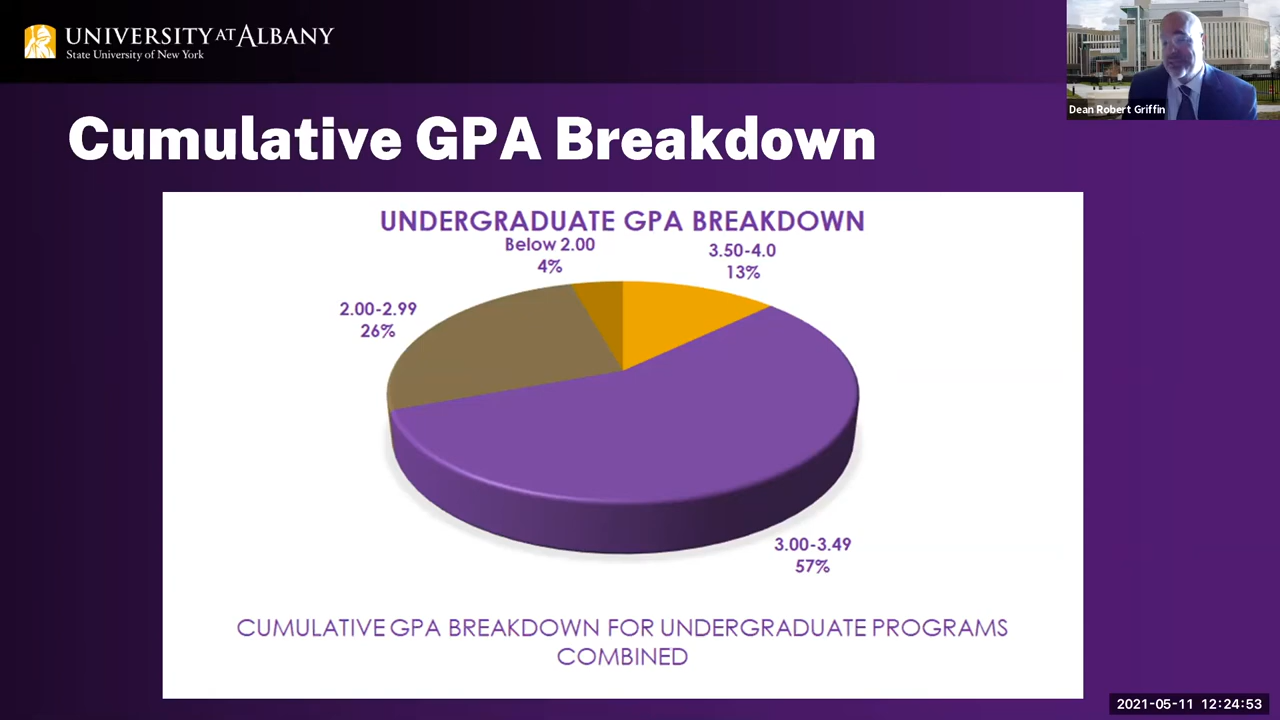 UNIVERSITY AT ALBANY
State University of New York
Dean Robert Griffin
Cumulative GPA Breakdown
UNDERGRADUATE GPA BREAKDOWN
Below 2.00
4%
3.50-4.0
13%
2.00-2.99
26%
3.00-3.49
57%
CUMULATIVE GPA BREAKDOWN FOR UNDERGRADUATE PROGRAMS
COMBINED
2021-05-11 12:24:53